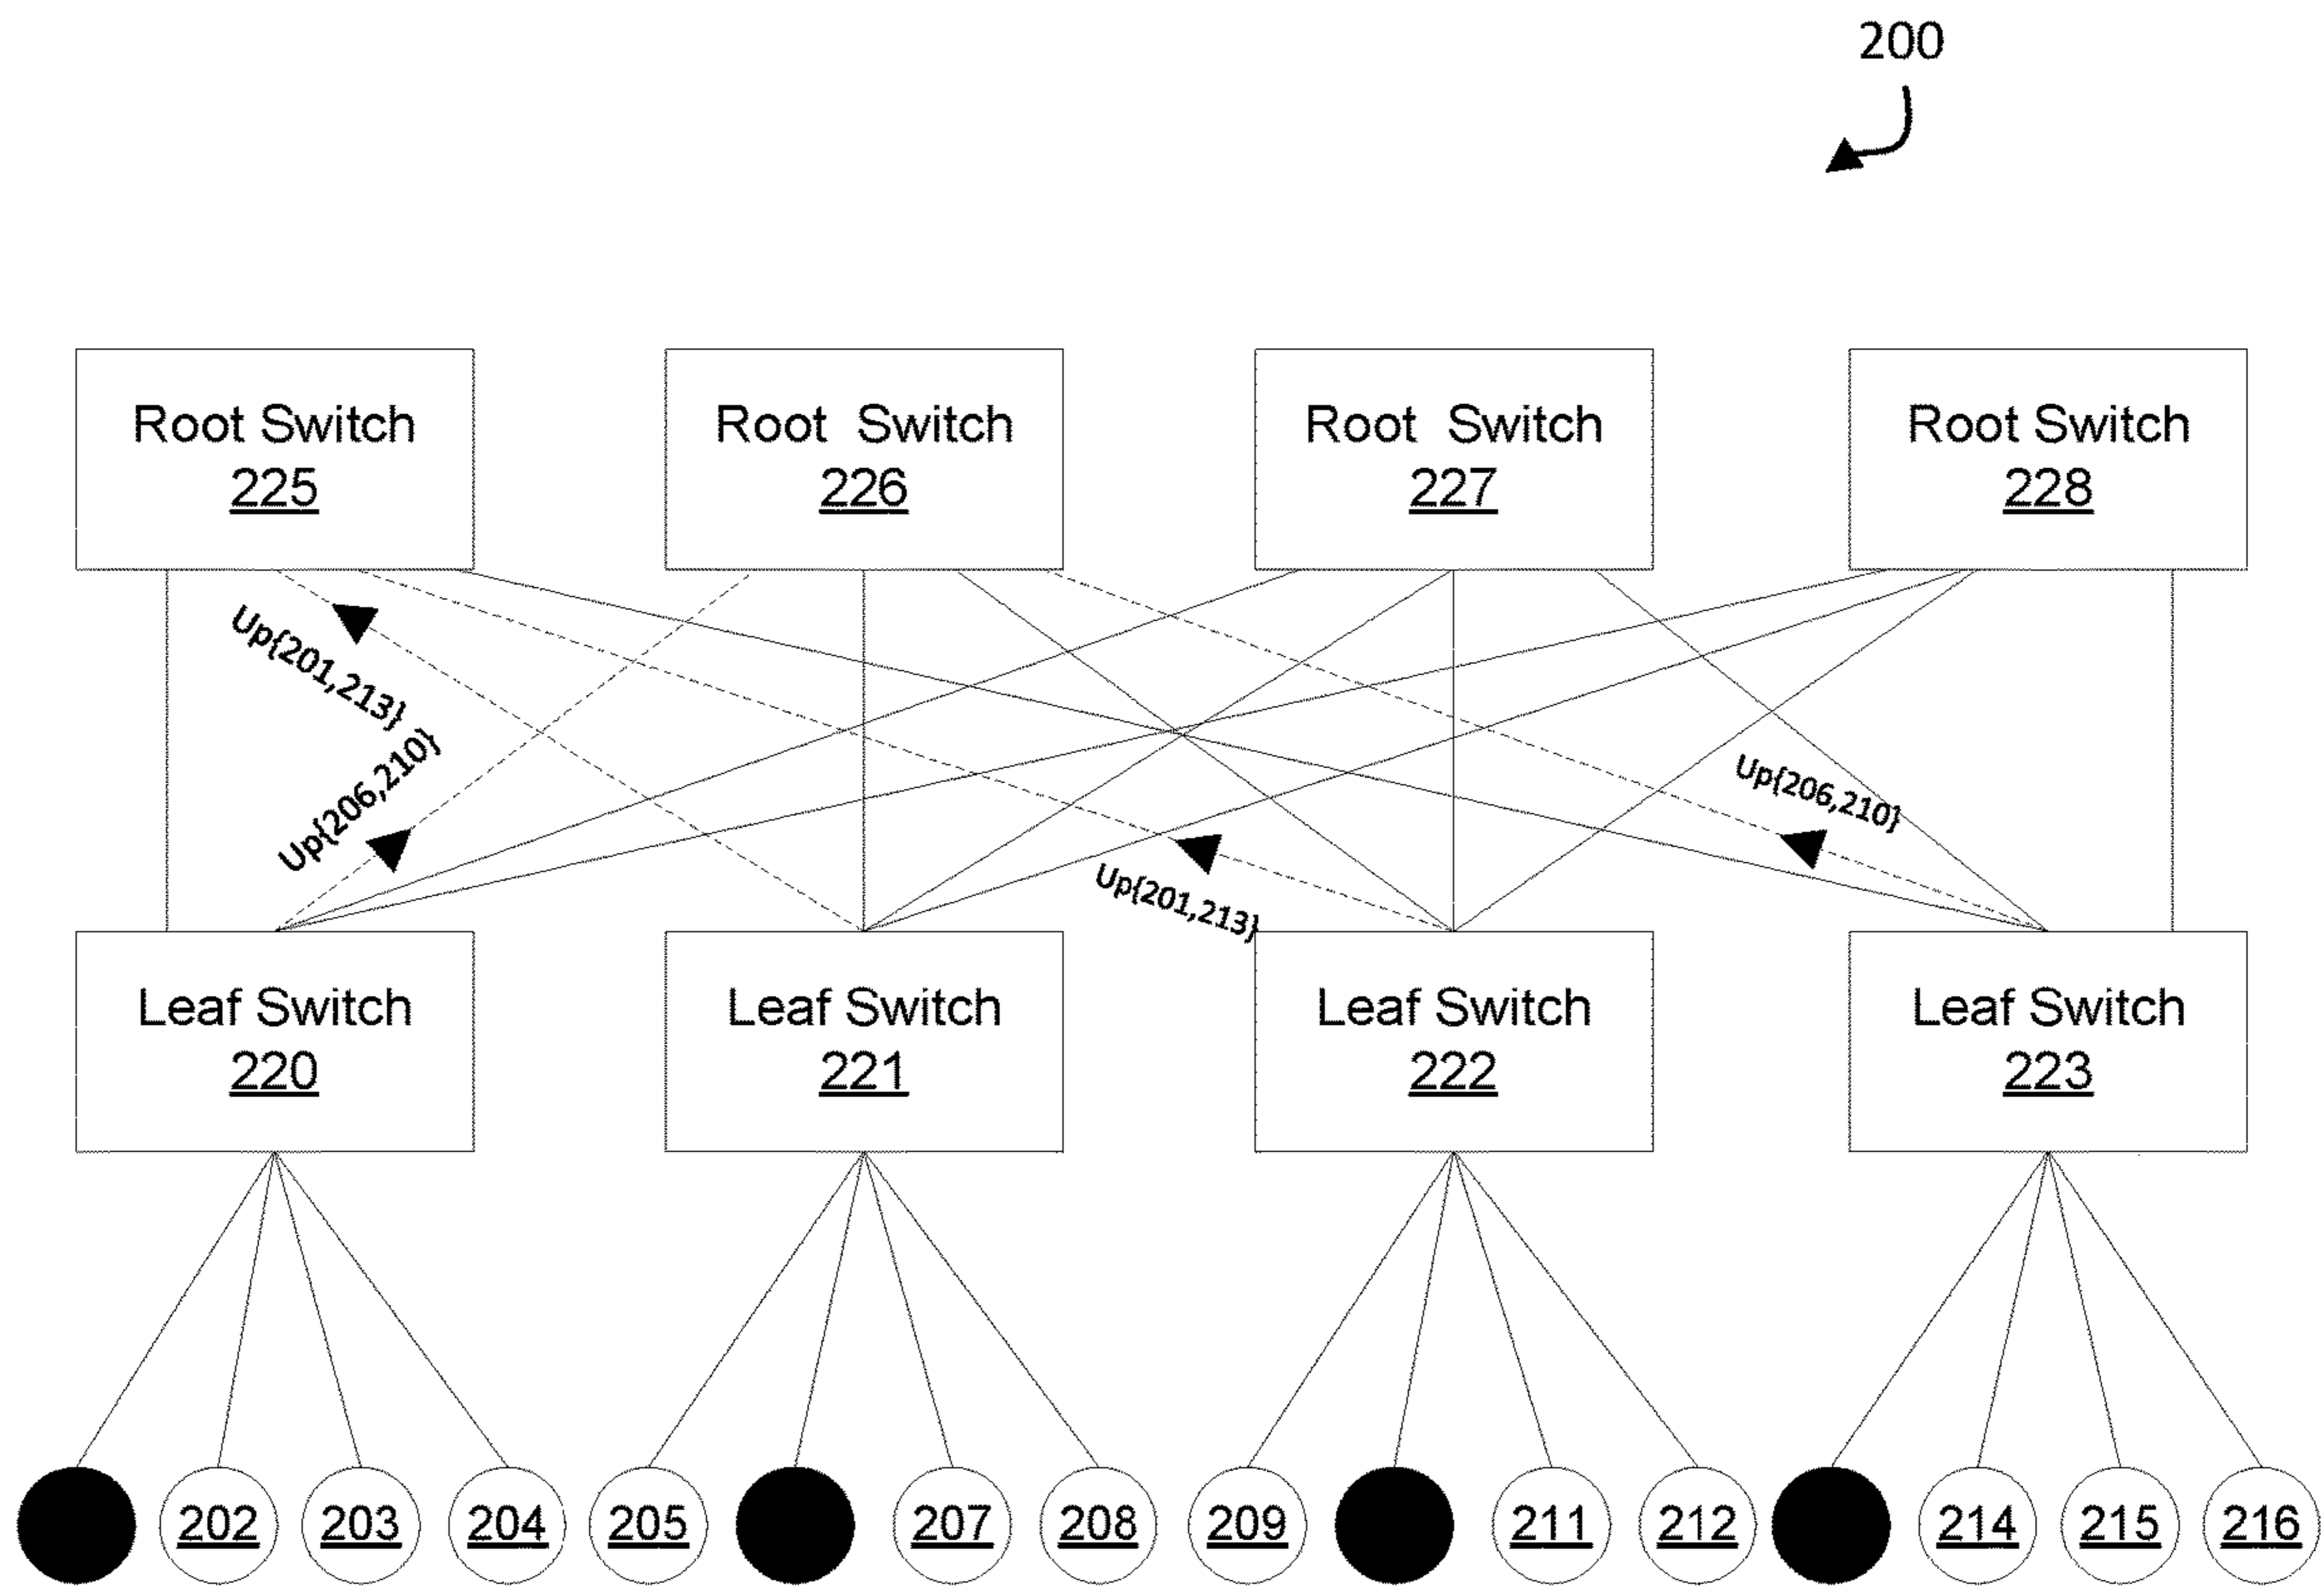 200
Root Switch
225
Root Switch
226
Root Switch
227
Root Switch
228
Up{201,213}
Up{206,210}
Up{201,213}
Up{206,210}
Leaf Switch
220
Leaf Switch
221
Leaf Switch
222
Leaf Switch
223
202
203
204
205
207
208
209
211
212
214
215
216